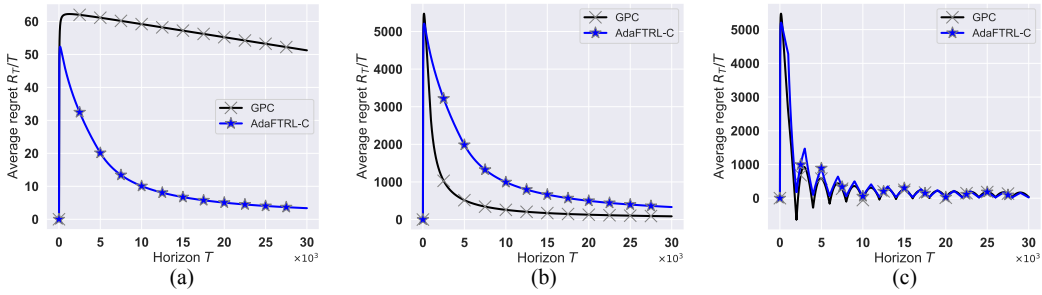 Average regret R_T/T
60
50
40
30
20
10
0
GPC
AdaFTRL-C
0 5 10 15 20 25 30
Horizon T
×10³
(a)
Average regret R_T/T
5000
4000
3000
2000
1000
0
GPC
AdaFTRL-C
0 5 10 15 20 25 30
Horizon T
×10³
(b)
Average regret R_T/T
5000
4000
3000
2000
1000
0
GPC
AdaFTRL-C
0 5 10 15 20 25 30
Horizon T
×10³
(c)